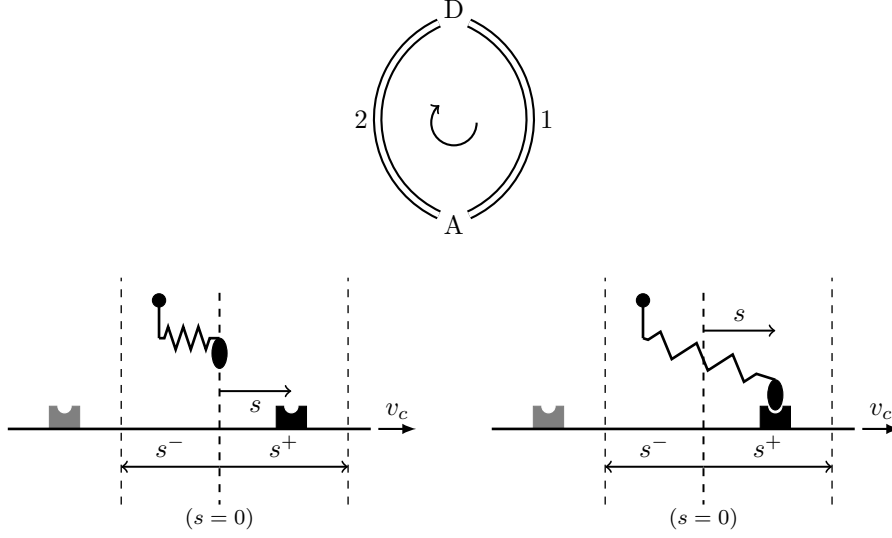 D
2 1
A
s s
v_c v_c
s^- s^+ s^- s^+
(s = 0) (s = 0)